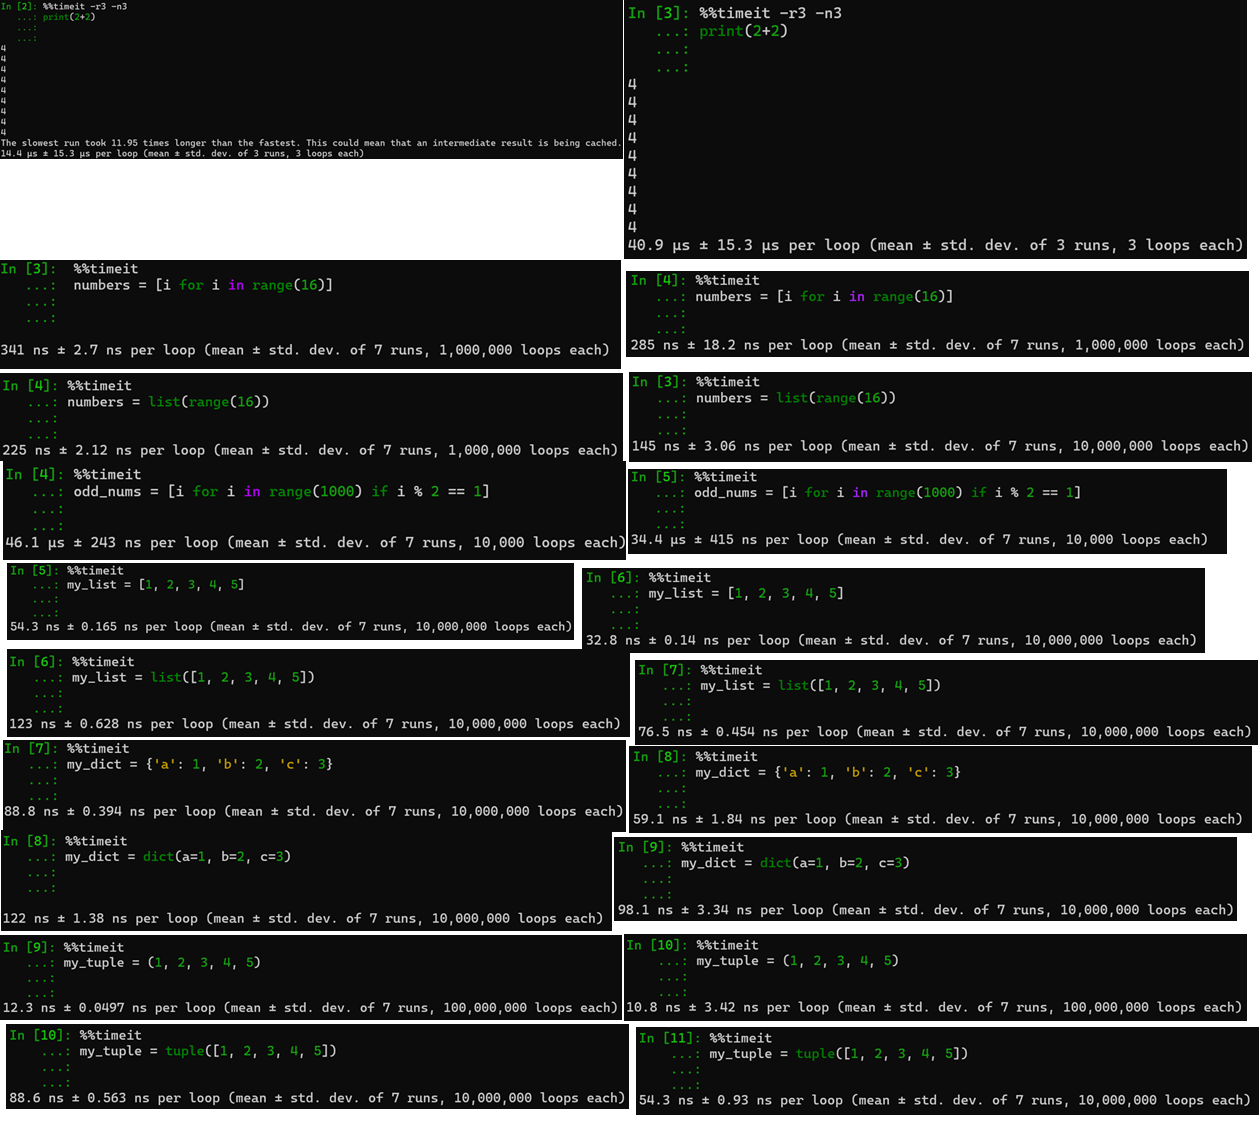 In [2]: %%timeit -r3 -n3
   ...: print(2+2)
   ...:
   ...:
4
4
4
4
4
4
4
4
4
The slowest run took 11.95 times longer than the fastest. This could mean that an intermediate result is being cached.
14.4 µs ± 15.3 µs per loop (mean ± std. dev. of 3 runs, 3 loops each)
In [3]: %%timeit -r3 -n3
   ...: print(2+2)
   ...:
   ...:
4
4
4
4
4
4
4
4
4
40.9 µs ± 15.3 µs per loop (mean ± std. dev. of 3 runs, 3 loops each)
In [3]: %%timeit
   ...: numbers = [i for i in range(16)]
   ...:
   ...:
341 ns ± 2.7 ns per loop (mean ± std. dev. of 7 runs, 1,000,000 loops each)
In [4]: %%timeit
   ...: numbers = [i for i in range(16)]
   ...:
   ...:
285 ns ± 18.2 ns per loop (mean ± std. dev. of 7 runs, 1,000,000 loops each)
In [4]: %%timeit
   ...: numbers = list(range(16))
   ...:
   ...:
225 ns ± 2.12 ns per loop (mean ± std. dev. of 7 runs, 1,000,000 loops each)
In [3]: %%timeit
   ...: numbers = list(range(16))
   ...:
   ...:
145 ns ± 3.06 ns per loop (mean ± std. dev. of 7 runs, 10,000,000 loops each)
In [4]: %%timeit
   ...: odd_nums = [i for i in range(1000) if i % 2 == 1]
   ...:
   ...:
46.1 µs ± 243 ns per loop (mean ± std. dev. of 7 runs, 10,000 loops each)
In [5]: %%timeit
   ...: odd_nums = [i for i in range(1000) if i % 2 == 1]
   ...:
   ...:
34.4 µs ± 415 ns per loop (mean ± std. dev. of 7 runs, 10,000 loops each)
In [5]: %%timeit
   ...: my_list = [1, 2, 3, 4, 5]
   ...:
   ...:
54.3 ns ± 0.165 ns per loop (mean ± std. dev. of 7 runs, 10,000,000 loops each)
In [6]: %%timeit
   ...: my_list = [1, 2, 3, 4, 5]
   ...:
   ...:
32.8 ns ± 0.14 ns per loop (mean ± std. dev. of 7 runs, 10,000,000 loops each)
In [6]: %%timeit
   ...: my_list = list([1, 2, 3, 4, 5])
   ...:
   ...:
123 ns ± 0.628 ns per loop (mean ± std. dev. of 7 runs, 10,000,000 loops each)
In [7]: %%timeit
   ...: my_list = list([1, 2, 3, 4, 5])
   ...:
   ...:
76.5 ns ± 0.454 ns per loop (mean ± std. dev. of 7 runs, 10,000,000 loops each)
In [7]: %%timeit
   ...: my_dict = {'a': 1, 'b': 2, 'c': 3}
   ...:
   ...:
88.8 ns ± 0.394 ns per loop (mean ± std. dev. of 7 runs, 10,000,000 loops each)
In [8]: %%timeit
   ...: my_dict = {'a': 1, 'b': 2, 'c': 3}
   ...:
   ...:
59.1 ns ± 1.84 ns per loop (mean ± std. dev. of 7 runs, 10,000,000 loops each)
In [8]: %%timeit
   ...: my_dict = dict(a=1, b=2, c=3)
   ...:
   ...:
122 ns ± 1.38 ns per loop (mean ± std. dev. of 7 runs, 10,000,000 loops each)
In [9]: %%timeit
   ...: my_dict = dict(a=1, b=2, c=3)
   ...:
   ...:
98.1 ns ± 3.34 ns per loop (mean ± std. dev. of 7 runs, 10,000,000 loops each)
In [9]: %%timeit
   ...: my_tuple = (1, 2, 3, 4, 5)
   ...:
   ...:
12.3 ns ± 0.0497 ns per loop (mean ± std. dev. of 7 runs, 100,000,000 loops each)
In [10]: %%timeit
    ...: my_tuple = (1, 2, 3, 4, 5)
    ...:
    ...:
10.8 ns ± 3.42 ns per loop (mean ± std. dev. of 7 runs, 100,000,000 loops each)
In [10]: %%timeit
    ...: my_tuple = tuple([1, 2, 3, 4, 5])
    ...:
    ...:
88.6 ns ± 0.563 ns per loop (mean ± std. dev. of 7 runs, 10,000,000 loops each)
In [11]: %%timeit
    ...: my_tuple = tuple([1, 2, 3, 4, 5])
    ...:
    ...:
54.3 ns ± 0.93 ns per loop (mean ± std. dev. of 7 runs, 10,000,000 loops each)